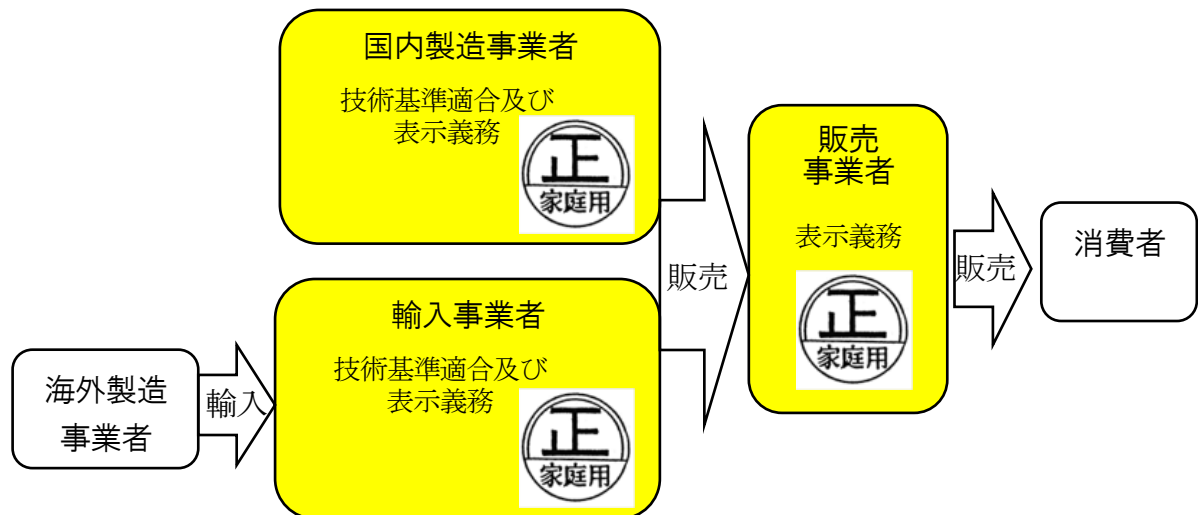 国内製造事業者
技術基準適合及び
表示義務
正
家庭用
輸入事業者
技術基準適合及び
表示義務
正
家庭用
海外製造
事業者
輸入
販売
販売
事業者
表示義務
正
家庭用
販売
消費者